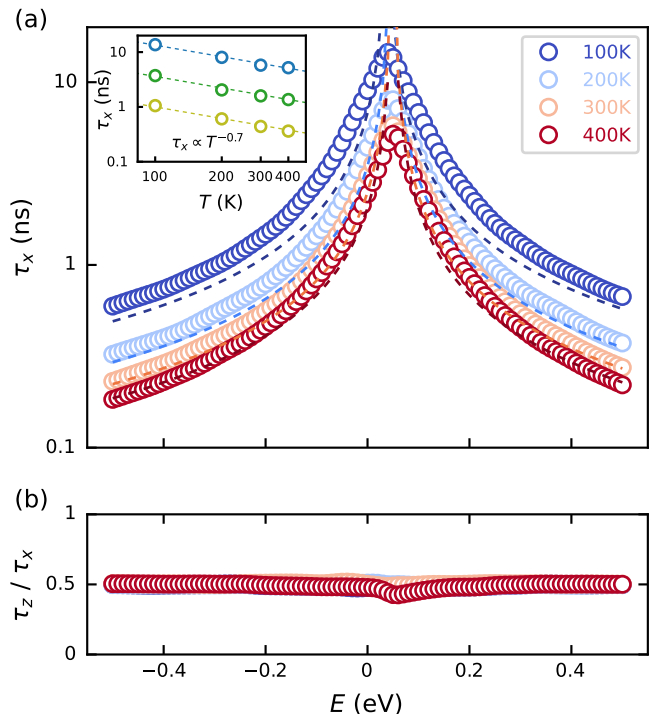 (a)
10
1
0.1
τx (ns)
10
1
0.1
τx (ns)
τx ∝ T−0.7
100
200
300
400
T (K)
100K
200K
300K
400K
(b)
1
0.5
0
τz / τx
−0.4
−0.2
0
0.2
0.4
E (eV)